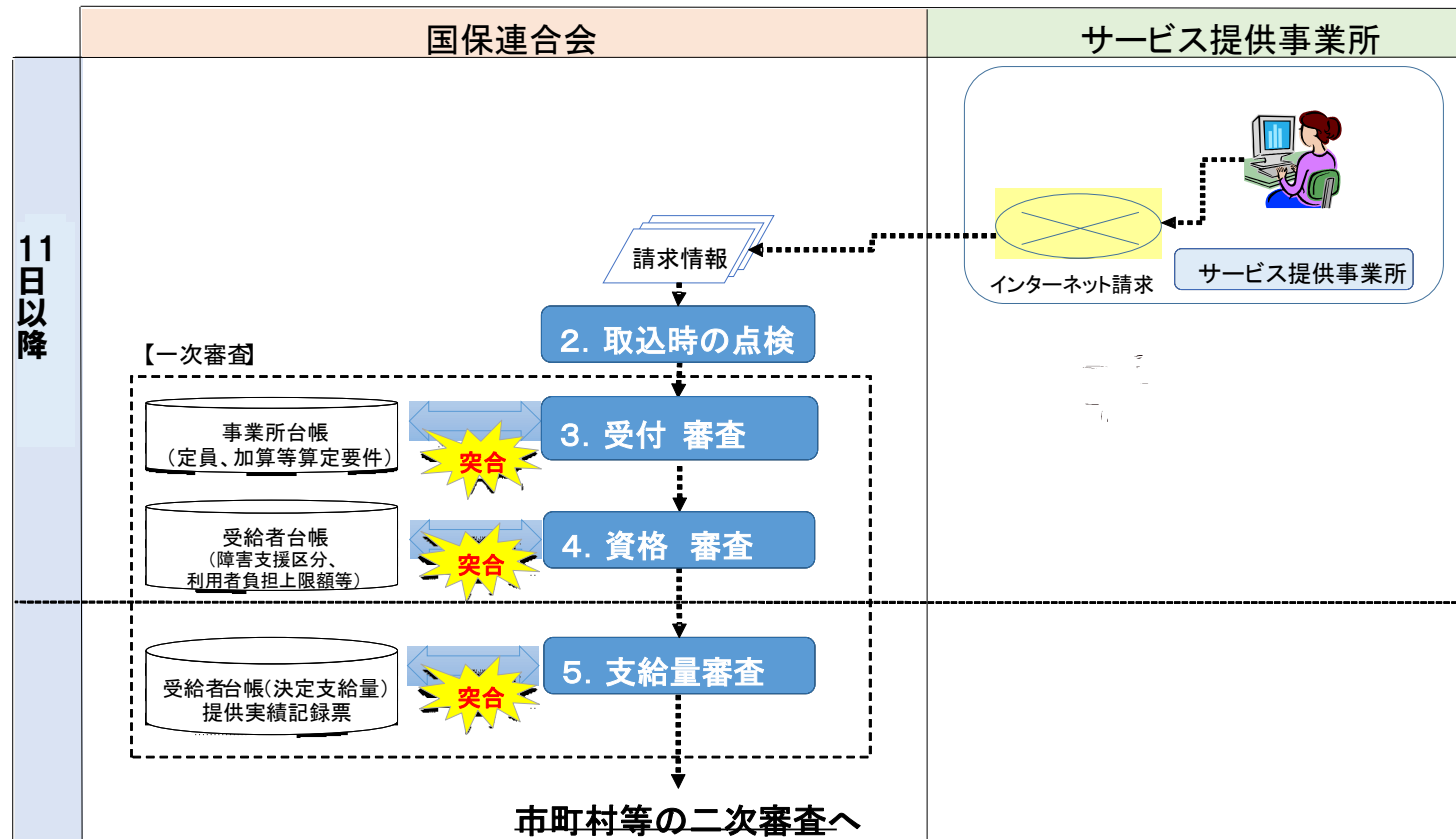 国保連合会
サービス提供事業所
11日以降
請求情報
インターネット請求
サービス提供事業所
2. 取込時の点検
【一次審査】
事業所台帳
(定員、加算等算定要件)
突合
3. 受付 審査
受給者台帳
(障害支援区分、
利用者負担上限額等)
突合
4. 資格 審査
受給者台帳(決定支給量)
提供実績記録票
突合
5. 支給量審査
市町村等の二次審査へ